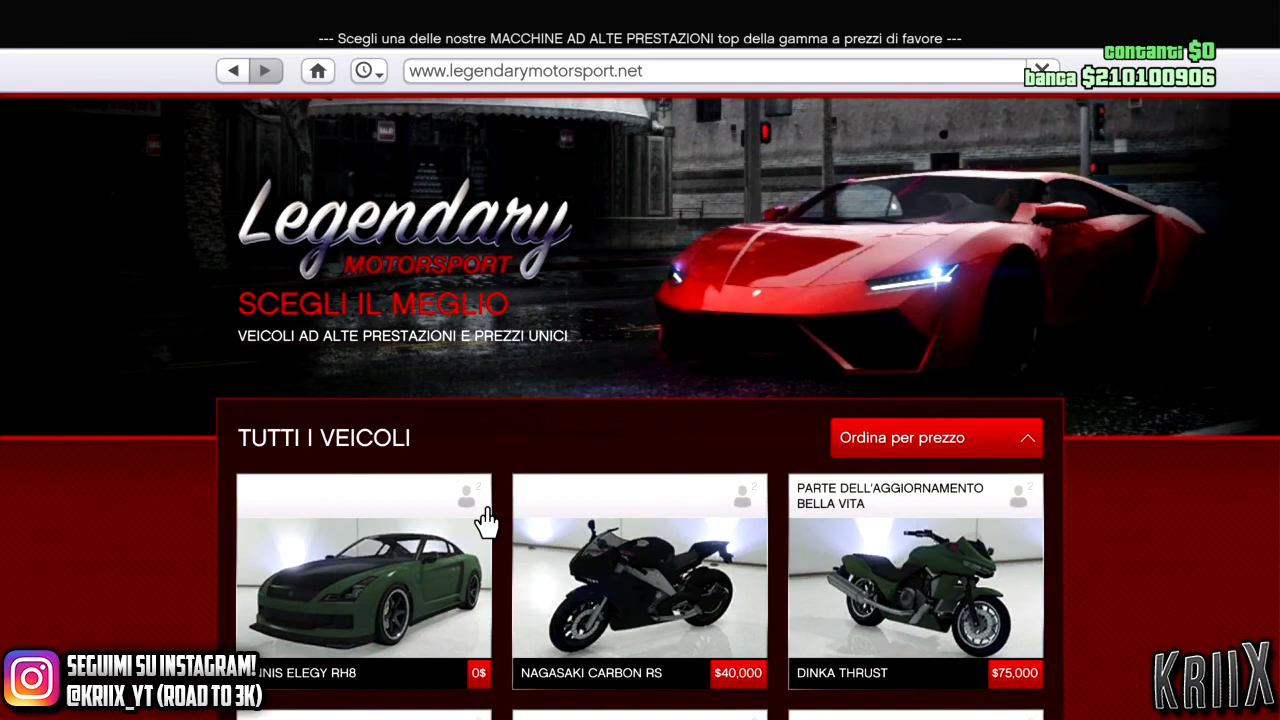 --- Scegli una delle nostre MACCHINE AD ALTE PRESTAZIONI top della gamma a prezzi di favore ---
contanti $0
www.legendarymotorsport.net
banca $210100906
Legendary
MOTORSPORT
SCEGLI IL MEGLIO
VEICOLI AD ALTE PRESTAZIONI E PREZZI UNICI.
TUTTI I VEICOLI
Ordina per prezzo
2
2
PARTE DELL'AGGIORNAMENTO
BELLA VITA
2
NIS ELEGY RH8
0$
NAGASAKI CARBON RS
$40,000
DINKA THRUST
$75,000
SEGUIMI SU INSTAGRAM!
@KRIIX_YT (ROAD TO 3K)
KRIIX